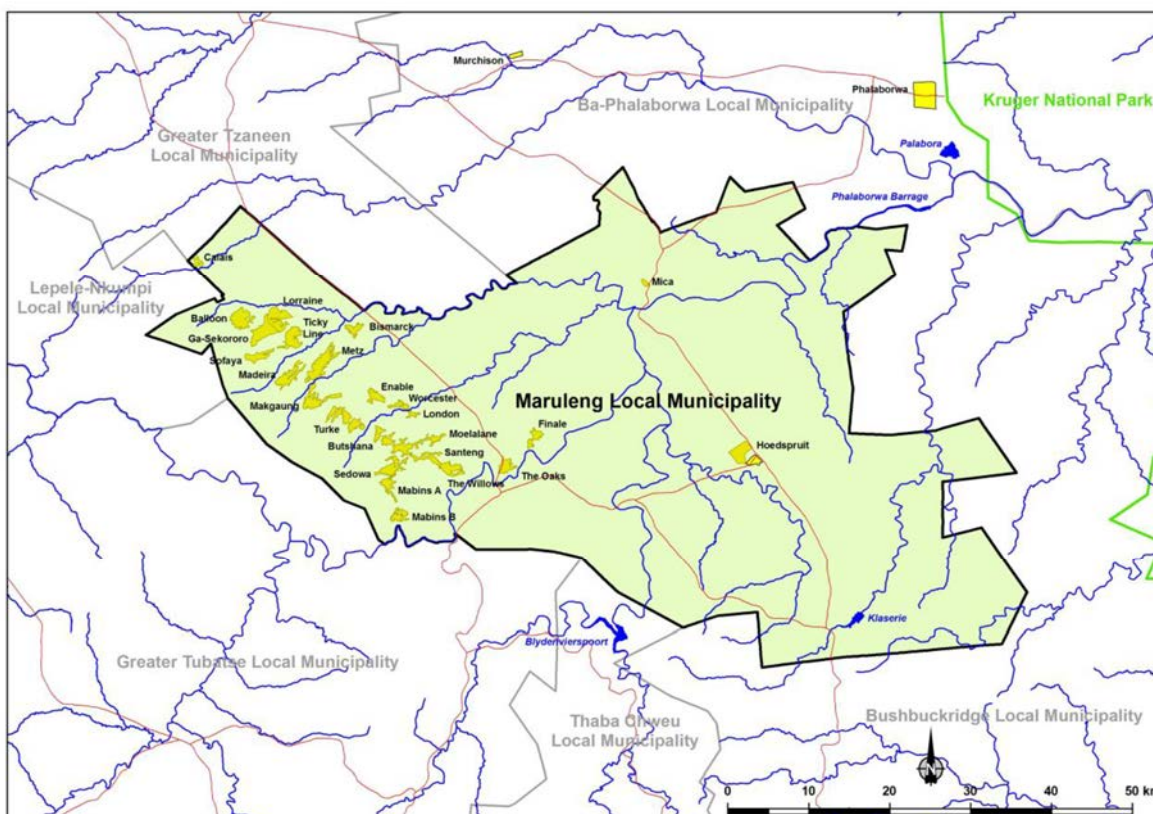 Murchison
Phalaborwa
Ba-Phalaborwa Local Municipality
Kruger National Park
Greater Tzaneen
Local Municipality
Palabora
Phalaborwa Barrage
Calais
Lepele-Nkumpi
Local Municipality
Mica
Lorraine
Balloon
Ticky
Line
Bismarck
Ga-Sekororo
Sofaya
Metz
Madeira
Enable
Worcester
Makgaung
London
Maruleng Local Municipality
Turke
Finale
Moelalane
Butshana
Hoedspruit
Santeng
Sedowa
The Willows
The Oaks
Mabins A
Mabins B
Klaserie
Blydervierspoort
Greater Tubatse Local Municipality
Thaba Chweu
Local Municipality
Bushbuckridge Local Municipality
N
0 10 20 30 40 50 km